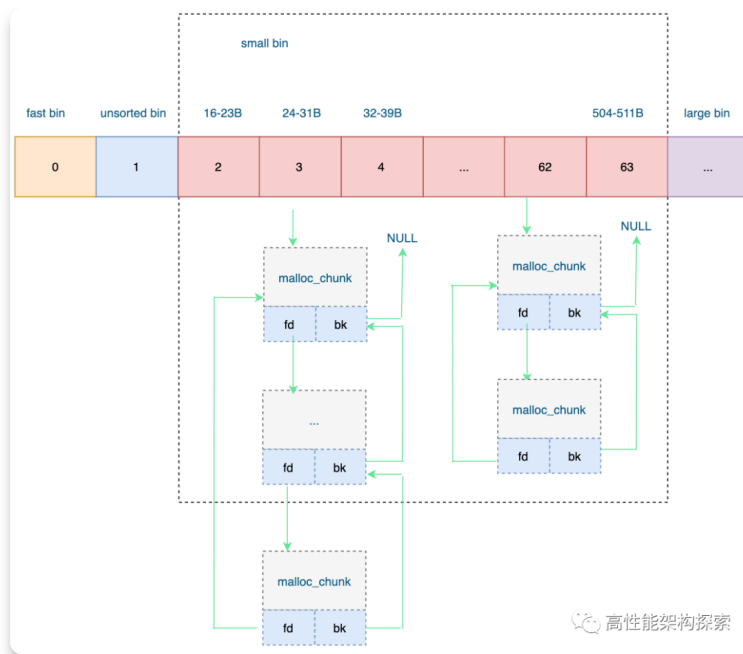 small bin
fast bin unsorted bin 16-23B 24-31B 32-39B 504-511B large bin
0 1 2 3 4 ... 62 63 ...
NULL NULL
malloc_chunk malloc_chunk
fd bk fd bk
... malloc_chunk
fd bk fd bk
malloc_chunk
fd bk
高性能架构探索